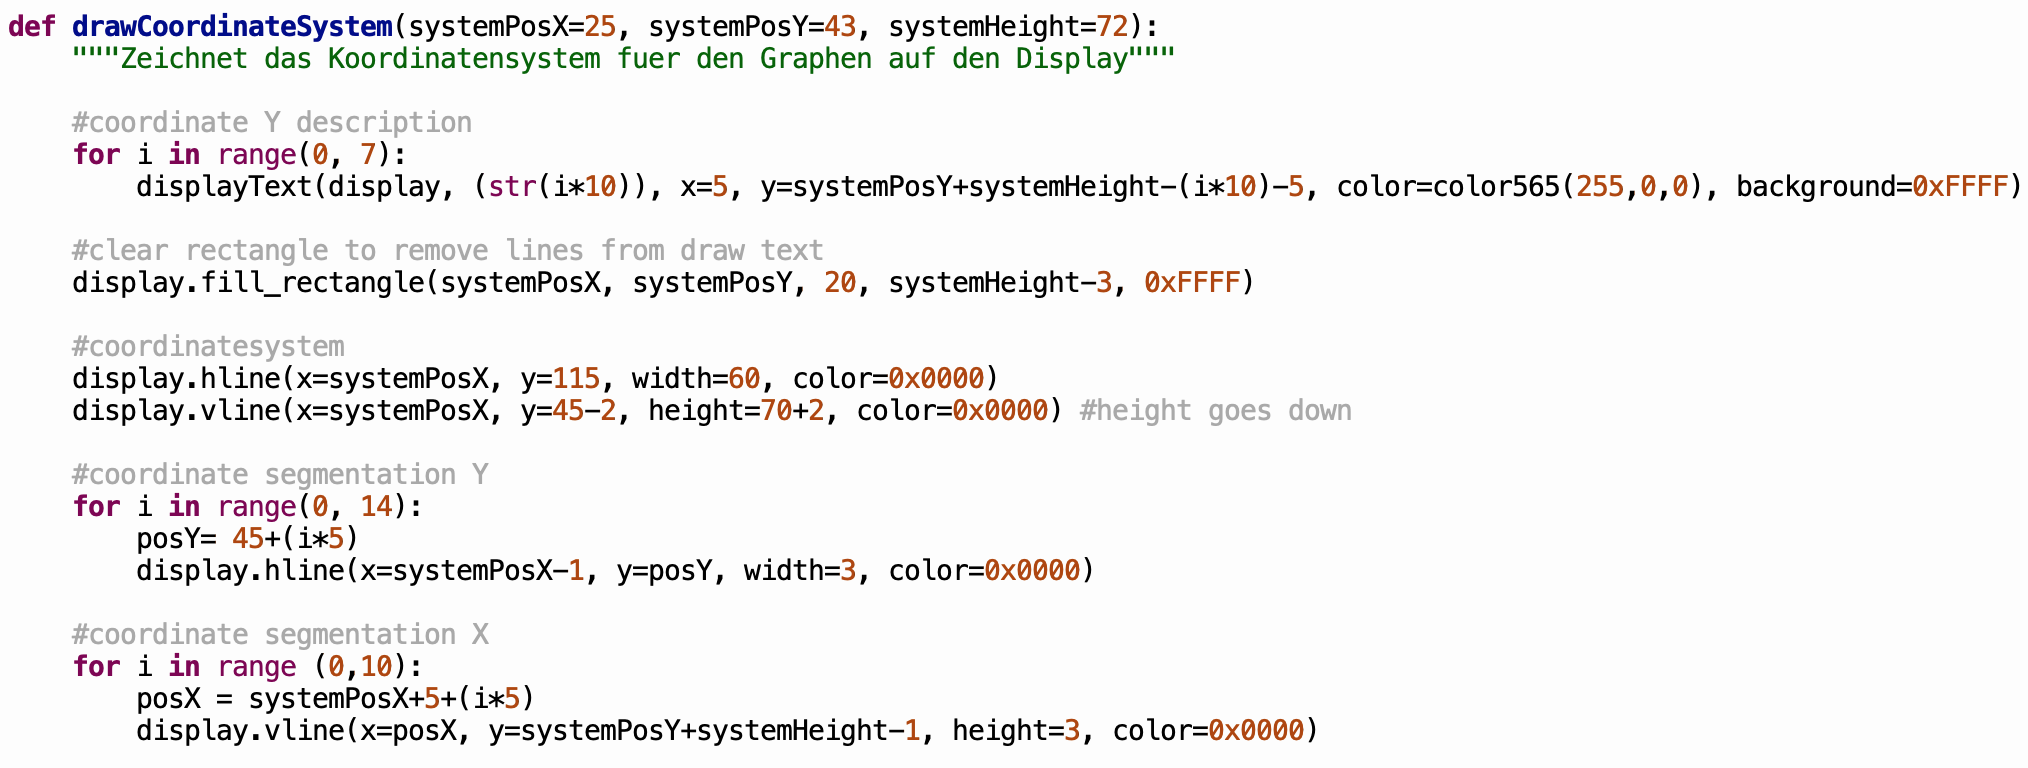 def drawCoordinateSystem(systemPosX=25, systemPosY=43, systemHeight=72):
    """Zeichnet das Koordinatensystem fuer den Graphen auf den Display"""

    #coordinate Y description
    for i in range(0, 7):
        displayText(display, (str(i*10)), x=5, y=systemPosY+systemHeight-(i*10)-5, color=color565(255,0,0), background=0xFFFF)

    #clear rectangle to remove lines from draw text
    display.fill_rectangle(systemPosX, systemPosY, 20, systemHeight-3, 0xFFFF)

    #coordinatesystem
    display.hline(x=systemPosX, y=115, width=60, color=0x0000)
    display.vline(x=systemPosX, y=45-2, height=70+2, color=0x0000) #height goes down

    #coordinate segmentation Y
    for i in range(0, 14):
        posY= 45+(i*5)
        display.hline(x=systemPosX-1, y=posY, width=3, color=0x0000)

    #coordinate segmentation X
    for i in range (0,10):
        posX = systemPosX+5+(i*5)
        display.vline(x=posX, y=systemPosY+systemHeight-1, height=3, color=0x0000)